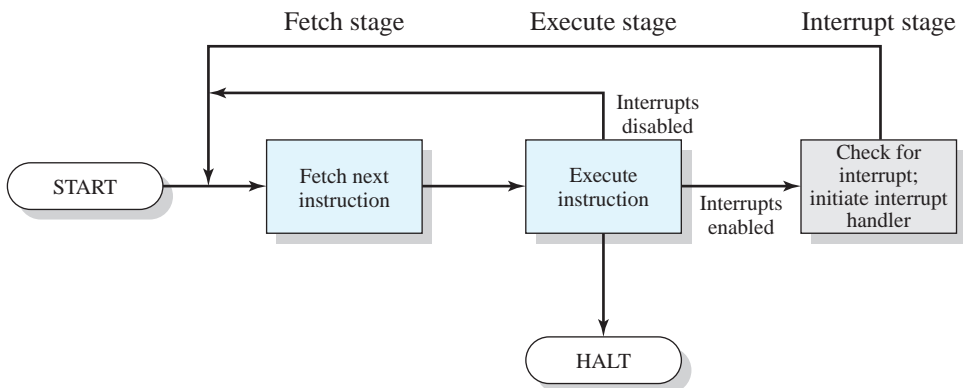 Fetch stage
Execute stage
Interrupt stage
Interrupts
disabled
START
Fetch next
instruction
Execute
instruction
Interrupts
enabled
Check for
interrupt;
initiate interrupt
handler
HALT